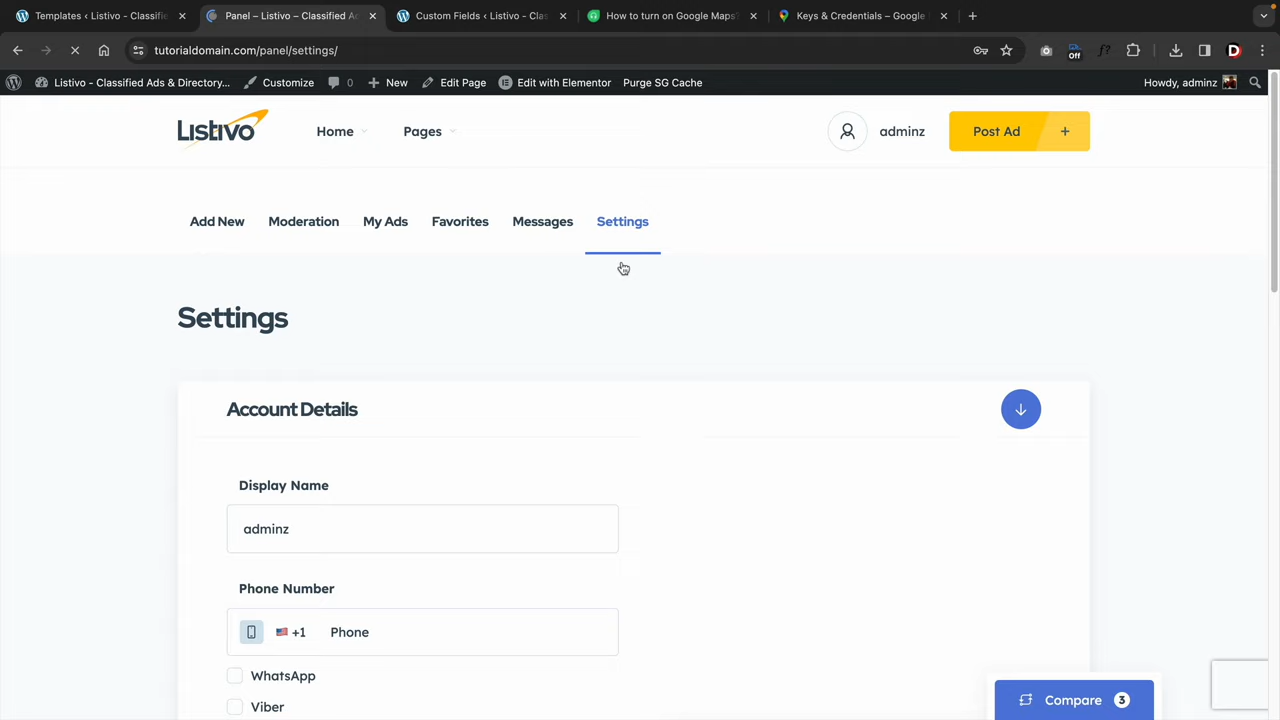 Templates ‹ Listivo – Classifie
Panel – Listivo – Classified Ad
Custom Fields ‹ Listivo – Clas
How to turn on Google Maps?
Keys & Credentials – Google
tutorialdomain.com/panel/settings/
Off
D
Listivo – Classified Ads & Directory...
Customize
0
New
Edit Page
Edit with Elementor
Purge SG Cache
Howdy, adminz
Listivo
Home
Pages
adminz
Post Ad +
Add New
Moderation
My Ads
Favorites
Messages
Settings
Settings
Account Details
Display Name
adminz
Phone Number
+1 Phone
WhatsApp
Viber
Compare 3